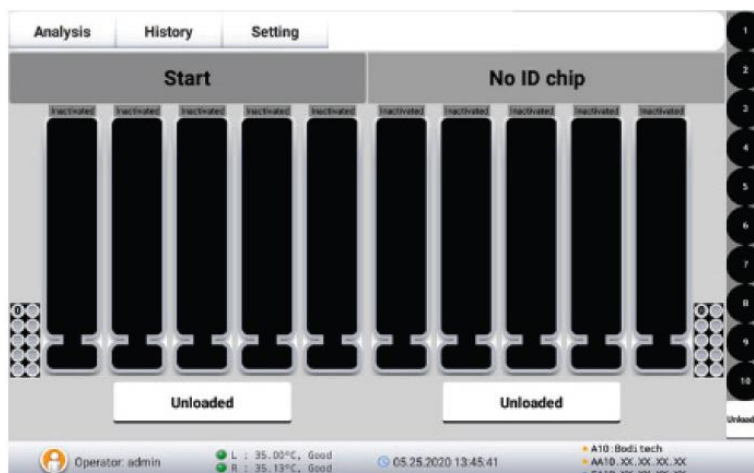 Analysis History Setting
Start No ID chip
Inactivated Inactivated Inactivated Inactivated Inactivated Inactivated Inactivated Inactivated Inactivated Inactivated
Unloaded Unloaded
Operator: admin
L : 35.00°C, Good
R : 35.13°C, Good
05.25.2020 13:45:41
A10:Boditech
AA10.XX.XX.XX.XX
1
2
3
4
5
6
7
8
9
10
Unload